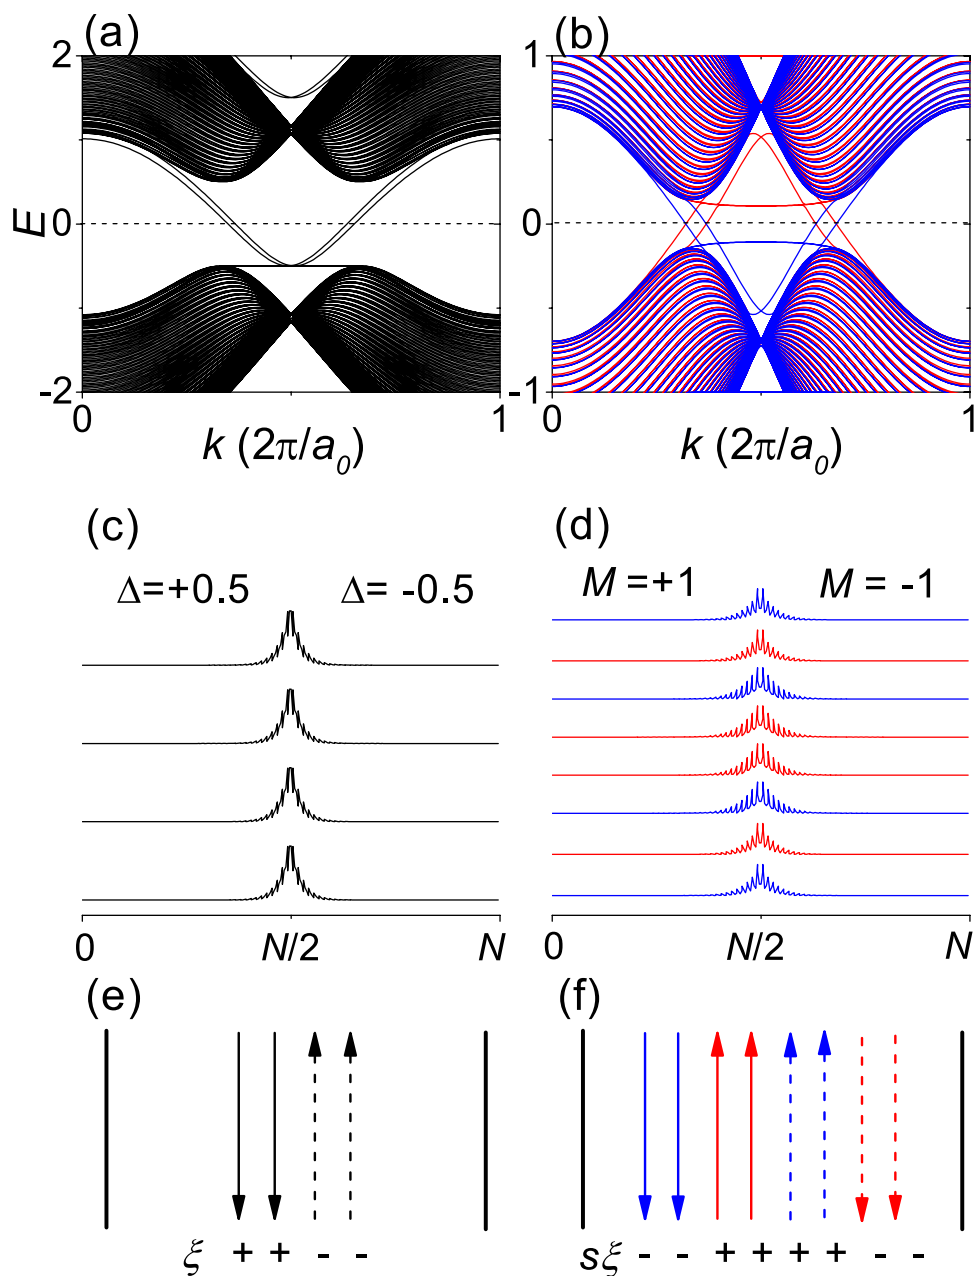 (a)
(b)
2
0
-2
E
0
1
k (2π/a₀)
1
0
-1
0
1
k (2π/a₀)
(c)
Δ=+0.5
Δ= -0.5
0
N/2
N
(d)
M =+1
M = -1
0
N/2
N
(e)
ξ + + - -
(f)
sξ - - + + + + - -